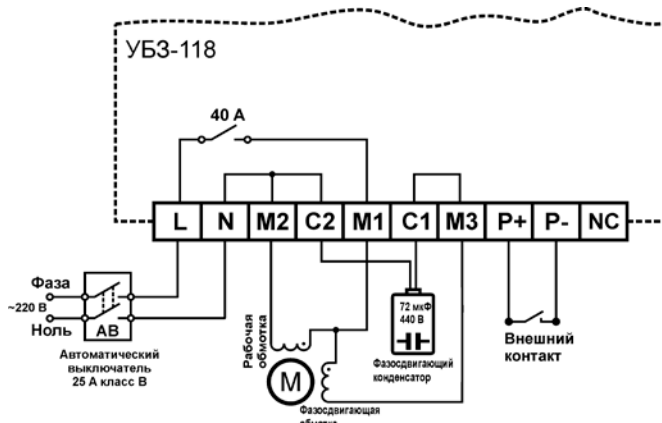 УБЗ-118
40 А
L N M2 C2 M1 C1 M3 P+ P- NC
Фаза
~220 В
Ноль
АВ
Автоматический
выключатель
25 А класс В
Рабочая
обмотка
М
72 мкФ
440 В
Фазосдвигающий
конденсатор
Фазосдвигающая
обмотка
Внешний
контакт